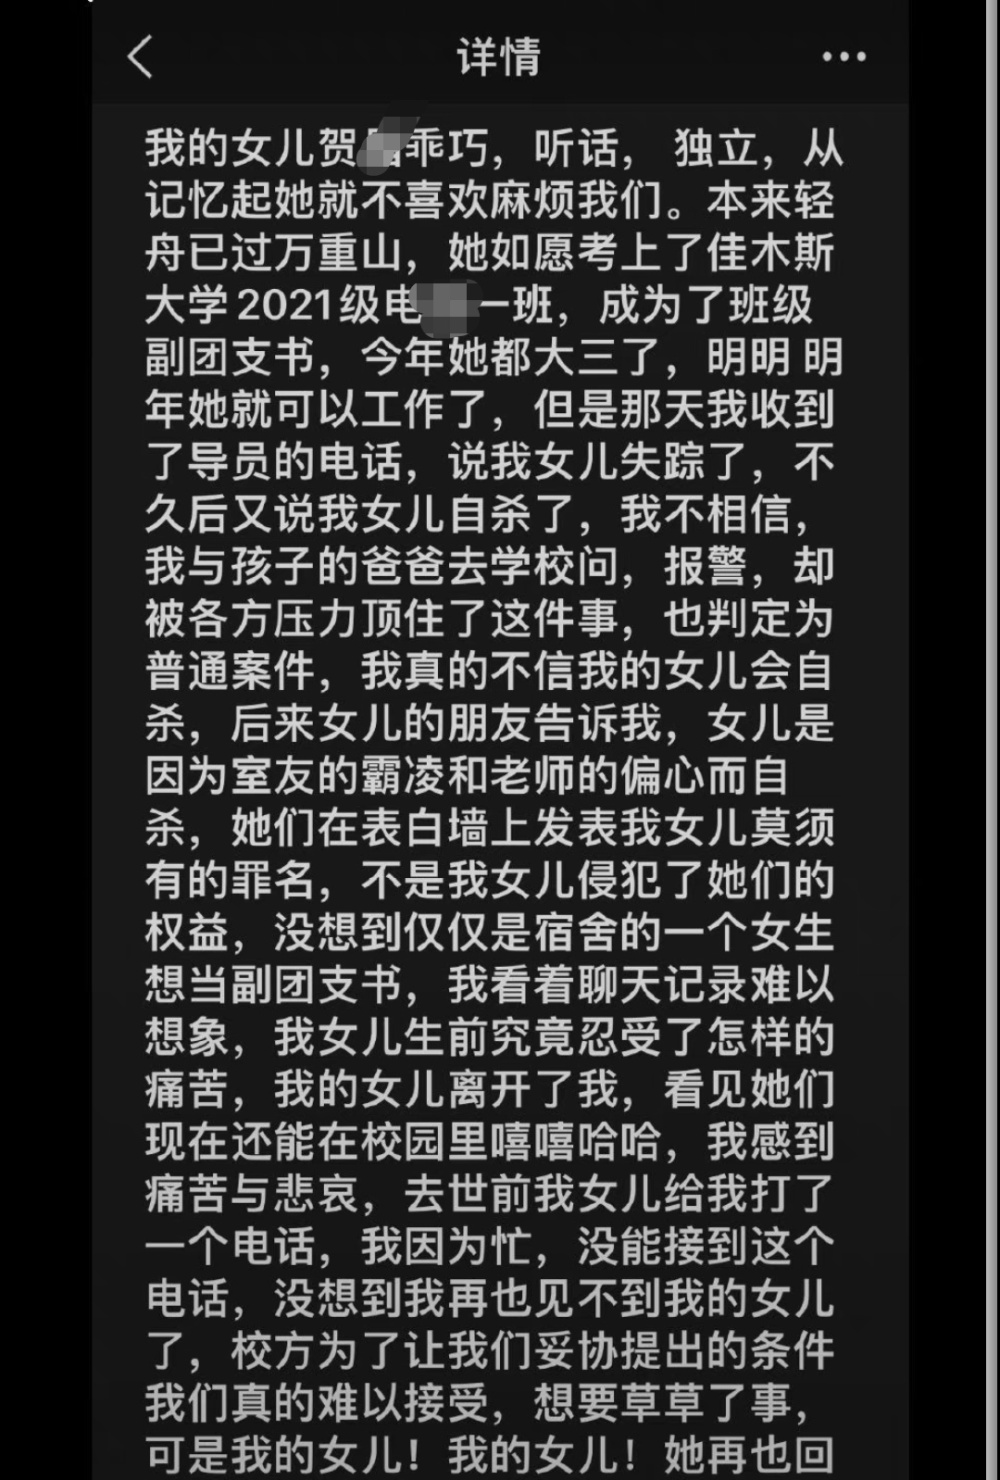 详情
我的女儿贺 乖巧，听话， 独立，从
记忆起她就不喜欢麻烦我们。本来轻
舟已过万重山，她如愿考上了佳木斯
大学2021级电 一班，成为了班级
副团支书，今年她都大三了，明明 明
年她就可以工作了，但是那天我收到
了导员的电话，说我女儿失踪了，不
久后又说我女儿自杀了，我不相信，
我与孩子的爸爸去学校问，报警，却
被各方压力顶住了这件事，也判定为
普通案件，我真的不信我的女儿会自
杀，后来女儿的朋友告诉我，女儿是
因为室友的霸凌和老师的偏心而自
杀，她们在表白墙上发表我女儿莫须
有的罪名，不是我女儿侵犯了她们的
权益，没想到仅仅是宿舍的一个女生
想当副团支书，我看着聊天记录难以
想象，我女儿生前究竟忍受了怎样的
痛苦，我的女儿离开了我，看见她们
现在还能在校园里嘻嘻哈哈，我感到
痛苦与悲哀，去世前我女儿给我打了
一个电话，我因为忙，没能接到这个
电话，没想到我再也见不到我的女儿
了，校方为了让我们妥协提出的条件
我们真的难以接受，想要草草了事，
可是我的女儿！我的女儿！她再也回